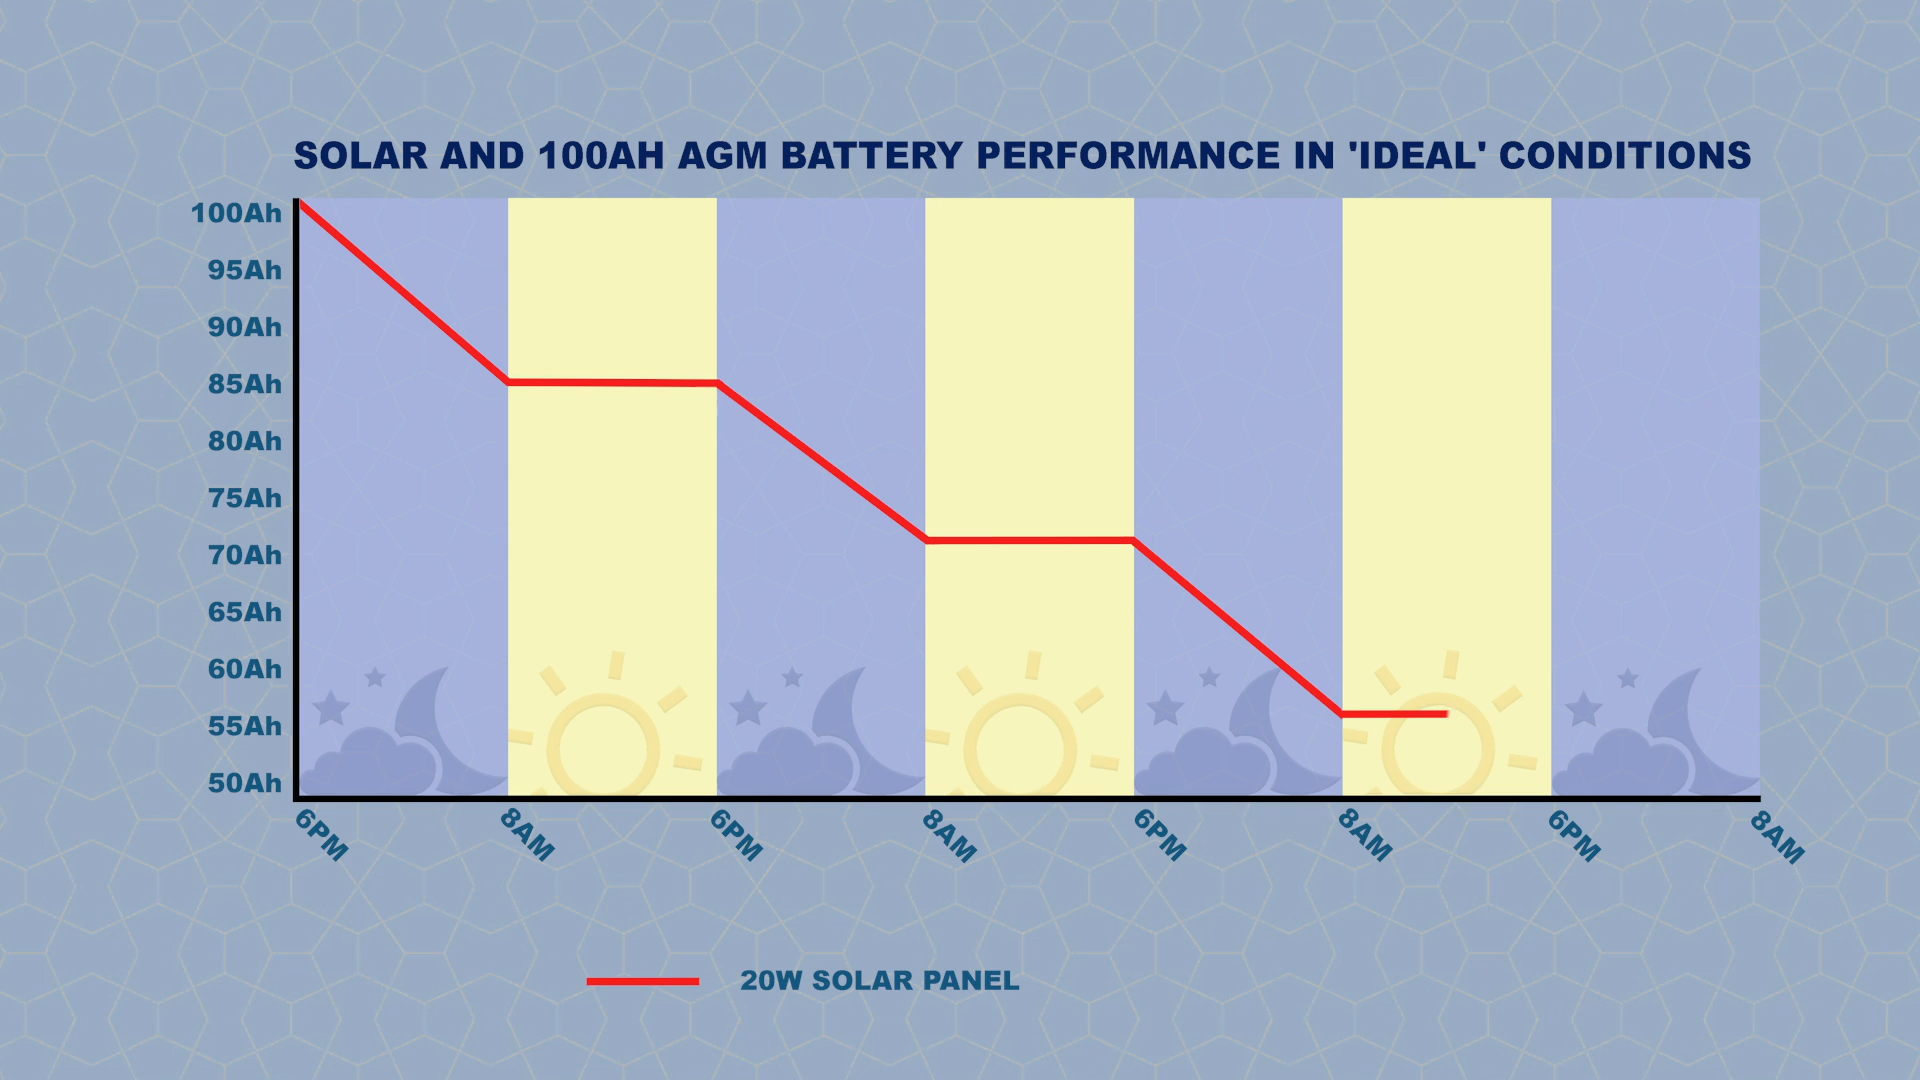 SOLAR AND 100AH AGM BATTERY PERFORMANCE IN 'IDEAL' CONDITIONS
100Ah
95Ah
90Ah
85Ah
80Ah
75Ah
70Ah
65Ah
60Ah
55Ah
50Ah
6PM
8AM
6PM
8AM
6PM
8AM
6PM
8AM
20W SOLAR PANEL